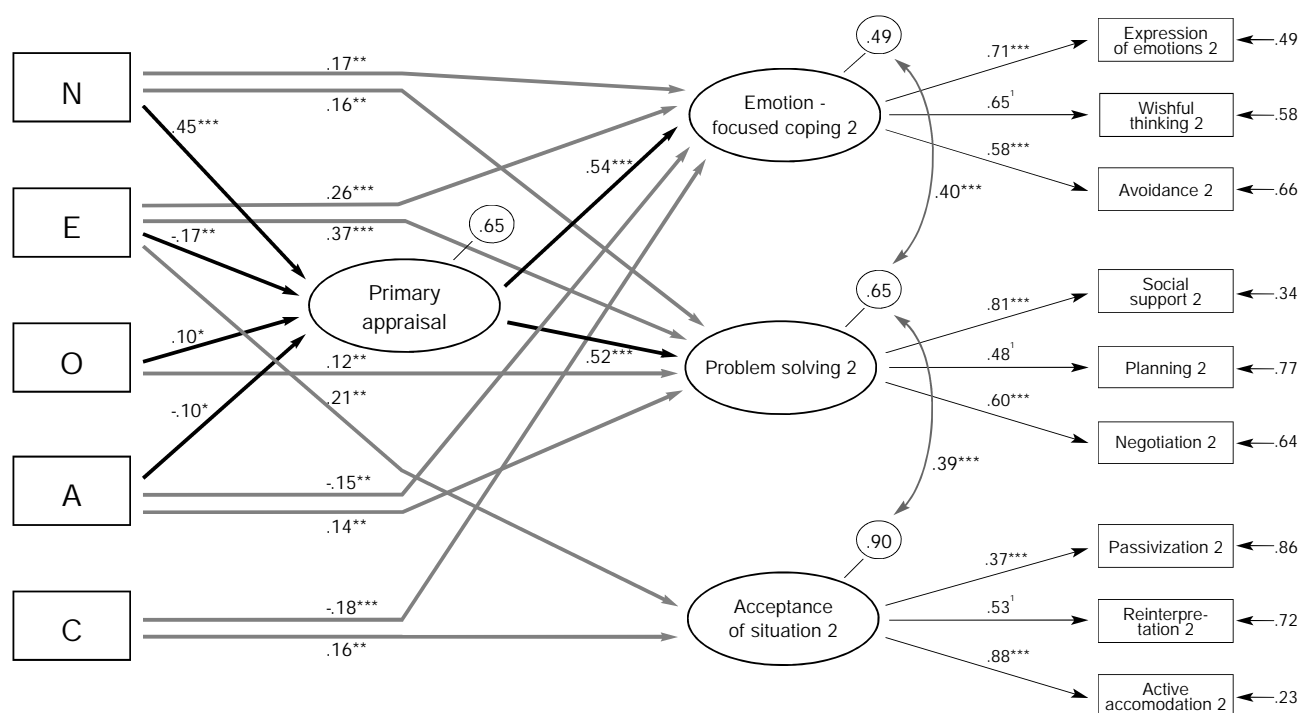 N
E
O
A
C
.17**
.16**
.45***
.26***
.37***
-.17**
.10*
.12**
.21**
-.10*
-.15**
.14**
-.18***
.16**
Primary
appraisal
.65
.54***
.52***
Emotion -
focused coping 2
.49
.40***
Problem solving 2
.65
.39***
Acceptance
of situation 2
.90
.71***
.65¹
.58***
.81***
.48¹
.60***
.37***
.53¹
.88***
Expression
of emotions 2
.49
Wishful
thinking 2
.58
Avoidance 2
.66
Social
support 2
.34
Planning 2
.77
Negotiation 2
.64
Passivization 2
.86
Reinterpre-
tation 2
.72
Active
accomodation 2
.23